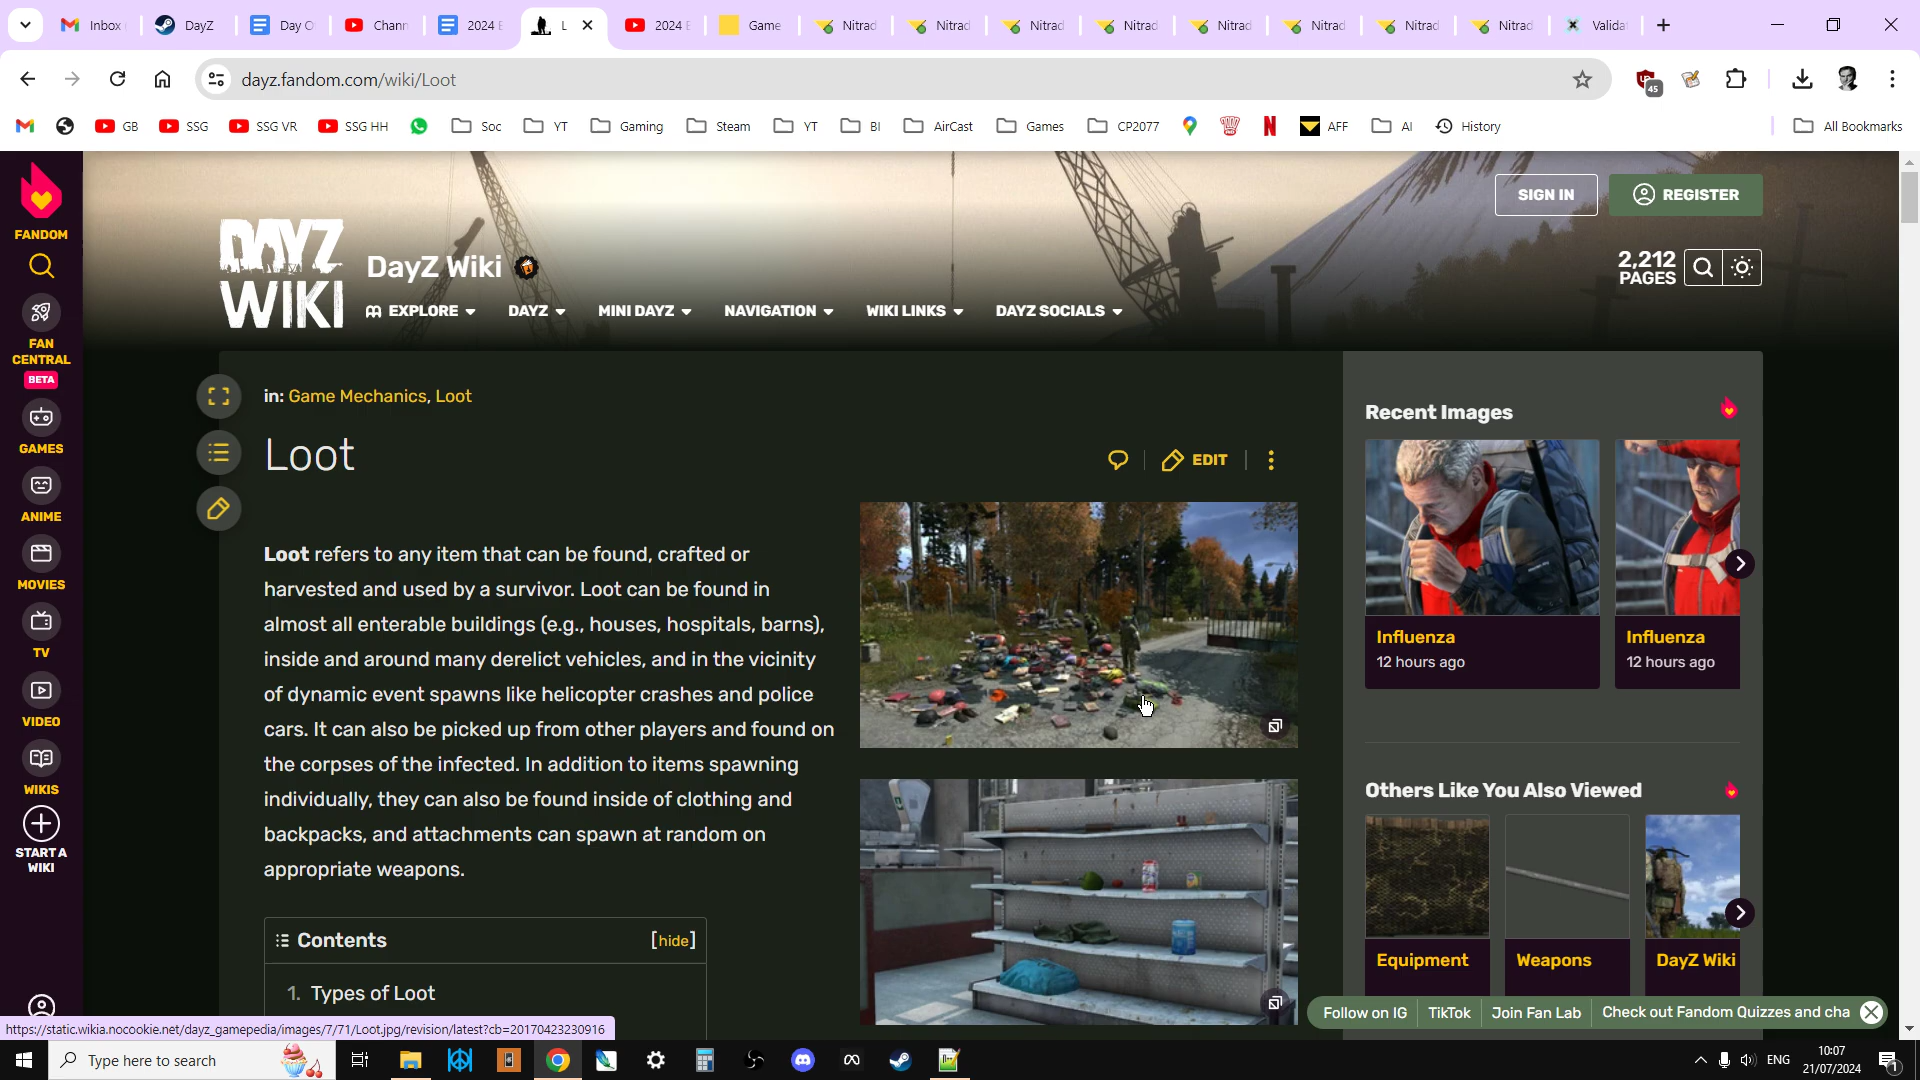 Inbox
DayZ
Day O
Chann
2024 E
L
2024 E
Game
Nitrad
Nitrad
Nitrad
Nitrad
Nitrad
Nitrad
Nitrad
Nitrad
Valida
dayz.fandom.com/wiki/Loot
45
GB
SSG
SSG VR
SSG HH
Soc
YT
Gaming
Steam
YT
BI
AirCast
Games
CP2077
AFF
AI
History
All Bookmarks
FANDOM
FAN CENTRAL
BETA
GAMES
ANIME
MOVIES
TV
VIDEO
WIKIS
START A WIKI
SIGN IN
REGISTER
DAYZ
WIKI
DayZ Wiki
2,212
PAGES
EXPLORE
DAYZ
MINI DAYZ
NAVIGATION
WIKI LINKS
DAYZ SOCIALS
in: Game Mechanics, Loot
Loot
EDIT
Loot refers to any item that can be found, crafted or
harvested and used by a survivor. Loot can be found in
almost all enterable buildings (e.g., houses, hospitals, barns),
inside and around many derelict vehicles, and in the vicinity
of dynamic event spawns like helicopter crashes and police
cars. It can also be picked up from other players and found on
the corpses of the infected. In addition to items spawning
individually, they can also be found inside of clothing and
backpacks, and attachments can spawn at random on
appropriate weapons.
Contents [hide]
1. Types of Loot
Recent Images
Influenza
12 hours ago
Influenza
12 hours ago
Others Like You Also Viewed
Equipment
Weapons
DayZ Wiki
Follow on IG
TikTok
Join Fan Lab
Check out Fandom Quizzes and cha
https://static.wikia.nocookie.net/dayz_gamepedia/images/7/71/Loot.jpg/revision/latest?cb=20170423230916
Type here to search
ENG
10:07
21/07/2024
1